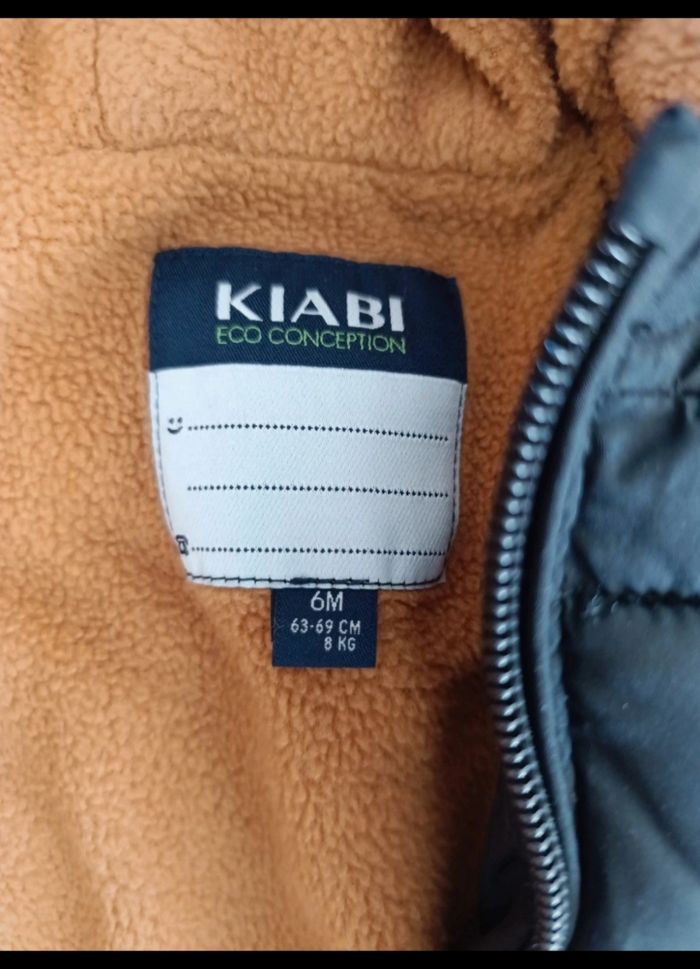 KIABI
ECO CONCEPTION
6M
63-69 CM
8 KG